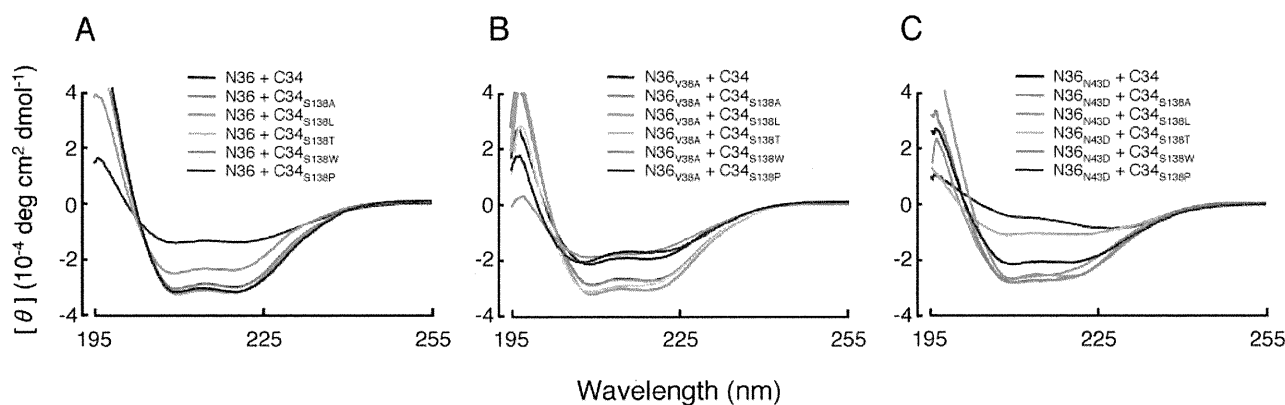 A
B
C
N36 + C34
N36 + C34S138A
N36 + C34S138L
N36 + C34S138T
N36 + C34S138W
N36 + C34S138P
N36V38A + C34
N36V38A + C34S138A
N36V38A + C34S138L
N36V38A + C34S138T
N36V38A + C34S138W
N36V38A + C34S138P
N36N43D + C34
N36N43D + C34S138A
N36N43D + C34S138L
N36N43D + C34S138T
N36N43D + C34S138W
N36N43D + C34S138P
[θ] (10-4 deg cm2 dmol-1)
4
2
0
-2
-4
195
225
255
4
2
0
-2
-4
195
225
255
4
2
0
-2
-4
195
225
255
Wavelength (nm)